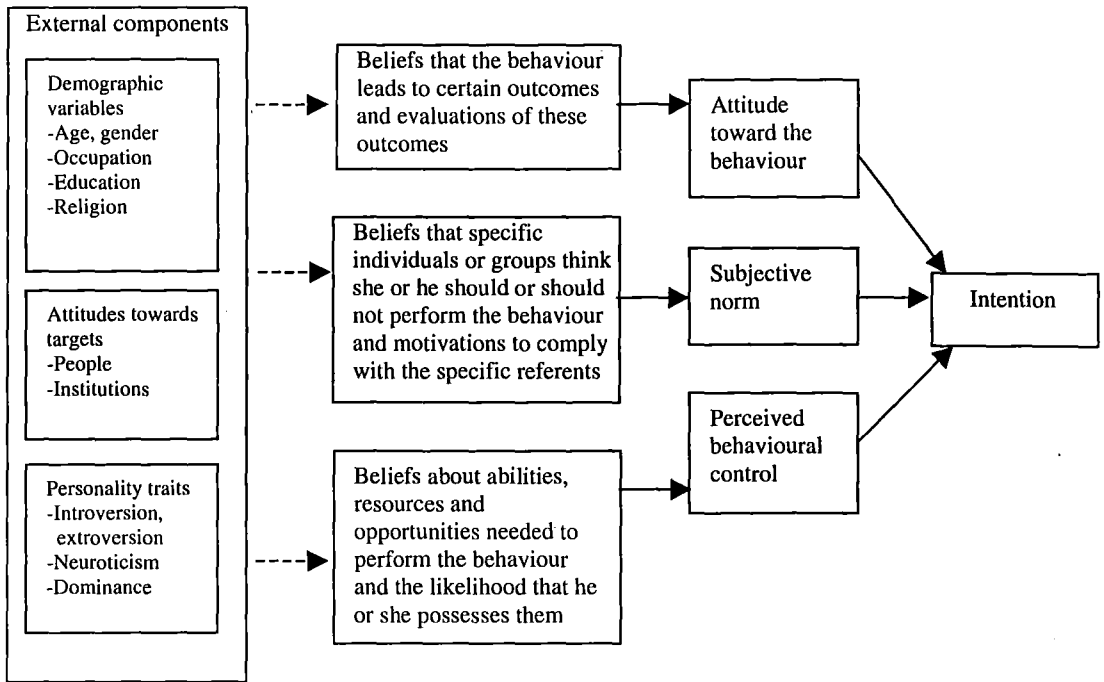 External components
Demographic
variables
-Age, gender
-Occupation
-Education
-Religion
Attitudes towards
targets
-People
-Institutions
Personality traits
-Introversion,
extroversion
-Neuroticism
-Dominance
Beliefs that the behaviour
leads to certain outcomes
and evaluations of these
outcomes
Beliefs that specific
individuals or groups think
she or he should or should
not perform the behaviour
and motivations to comply
with the specific referents
Beliefs about abilities,
resources and
opportunities needed to
perform the behaviour
and the likelihood that he
or she possesses them
Attitude
toward the
behaviour
Subjective
norm
Perceived
behavioural
control
Intention